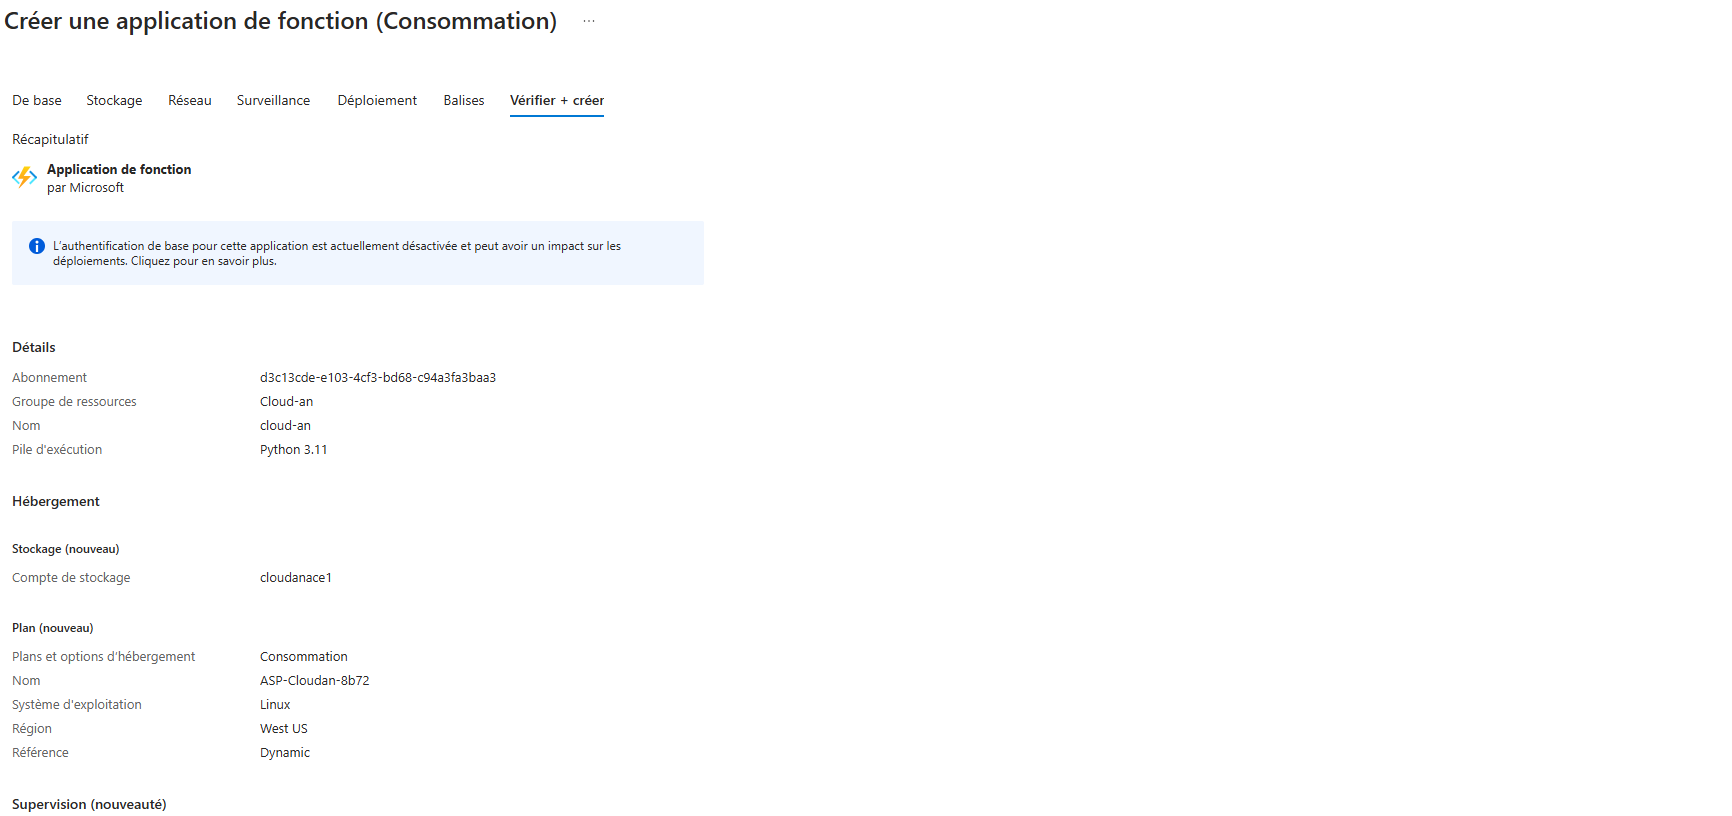 Créer une application de fonction (Consommation) ...
De base Stockage Réseau Surveillance Déploiement Balises Vérifier + créer
Récapitulatif
Application de fonction
par Microsoft
L'authentification de base pour cette application est actuellement désactivée et peut avoir un impact sur les
déploiements. Cliquez pour en savoir plus.
Détails
Abonnement d3c13cde-e103-4cf3-bd68-c94a3fa3baa3
Groupe de ressources Cloud-an
Nom cloud-an
Pile d'exécution Python 3.11
Hébergement
Stockage (nouveau)
Compte de stockage cloudanace1
Plan (nouveau)
Plans et options d'hébergement Consommation
Nom ASP-Cloudan-8b72
Système d'exploitation Linux
Région West US
Référence Dynamic
Supervision (nouveauté)